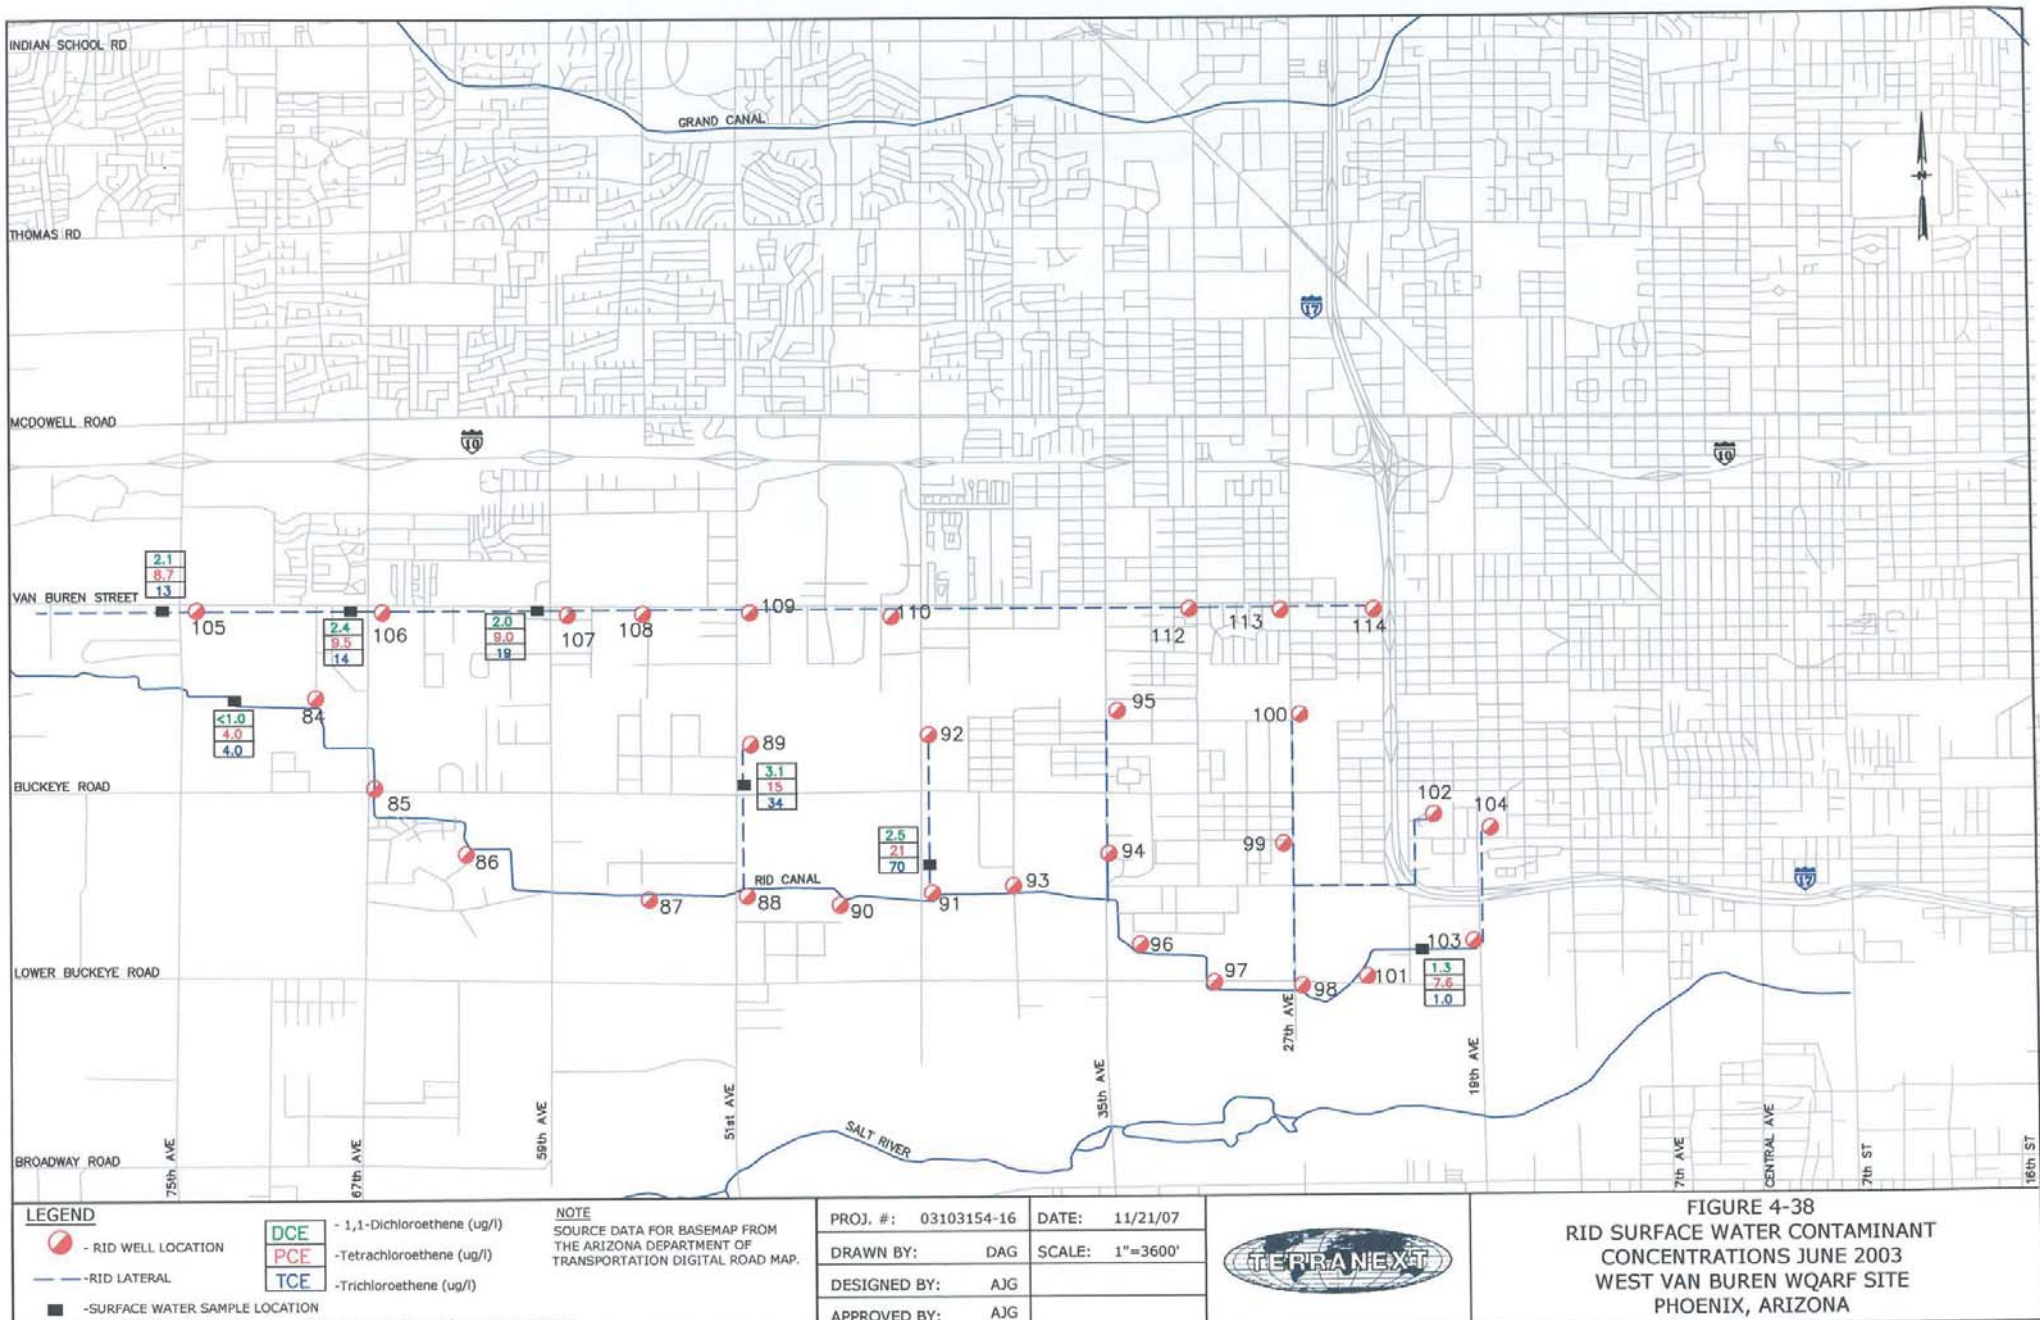 INDIAN SCHOOL RD
GRAND CANAL
N
THOMAS RD
17
MCDOWELL ROAD
10
10
2.1
8.7
13
VAN BUREN STREET
105
106
107
108
109
110
112
113
114
2.4
9.5
14
2.0
9.0
19
84
<1.0
4.0
4.0
89
92
95
100
3.1
15
34
BUCKEYE ROAD
85
102
104
86
2.5
21
70
94
99
RID CANAL
87
88
90
91
93
17
96
103
LOWER BUCKEYE ROAD
97
98
101
1.3
7.6
1.0
27th AVE
19th AVE
35th AVE
51st AVE
59th AVE
SALT RIVER
BROADWAY ROAD
75th AVE
67th AVE
7th AVE
CENTRAL AVE
7th ST
16th ST
LEGEND
- RID WELL LOCATION
-RID LATERAL
-SURFACE WATER SAMPLE LOCATION
DCE - 1,1-Dichloroethene (ug/l)
PCE -Tetrachloroethene (ug/l)
TCE -Trichloroethene (ug/l)
NOTE
SOURCE DATA FOR BASEMAP FROM
THE ARIZONA DEPARTMENT OF
TRANSPORTATION DIGITAL ROAD MAP.
PROJ. #: 03103154-16 DATE: 11/21/07
DRAWN BY: DAG SCALE: 1"=3600'
DESIGNED BY: AJG
APPROVED BY: AJG
TERRANEXT
FIGURE 4-38
RID SURFACE WATER CONTAMINANT
CONCENTRATIONS JUNE 2003
WEST VAN BUREN WQARF SITE
PHOENIX, ARIZONA